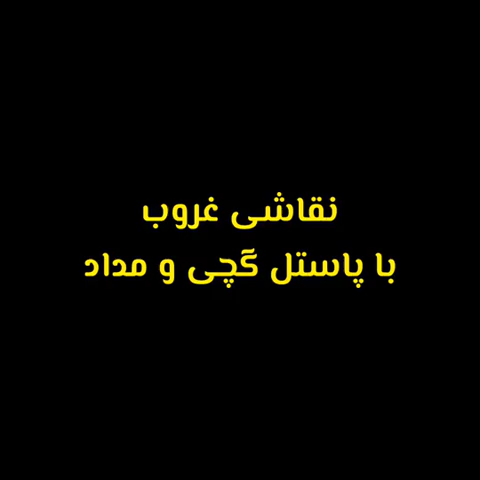 نقاشی غروب
با پاستل گچی و مداد